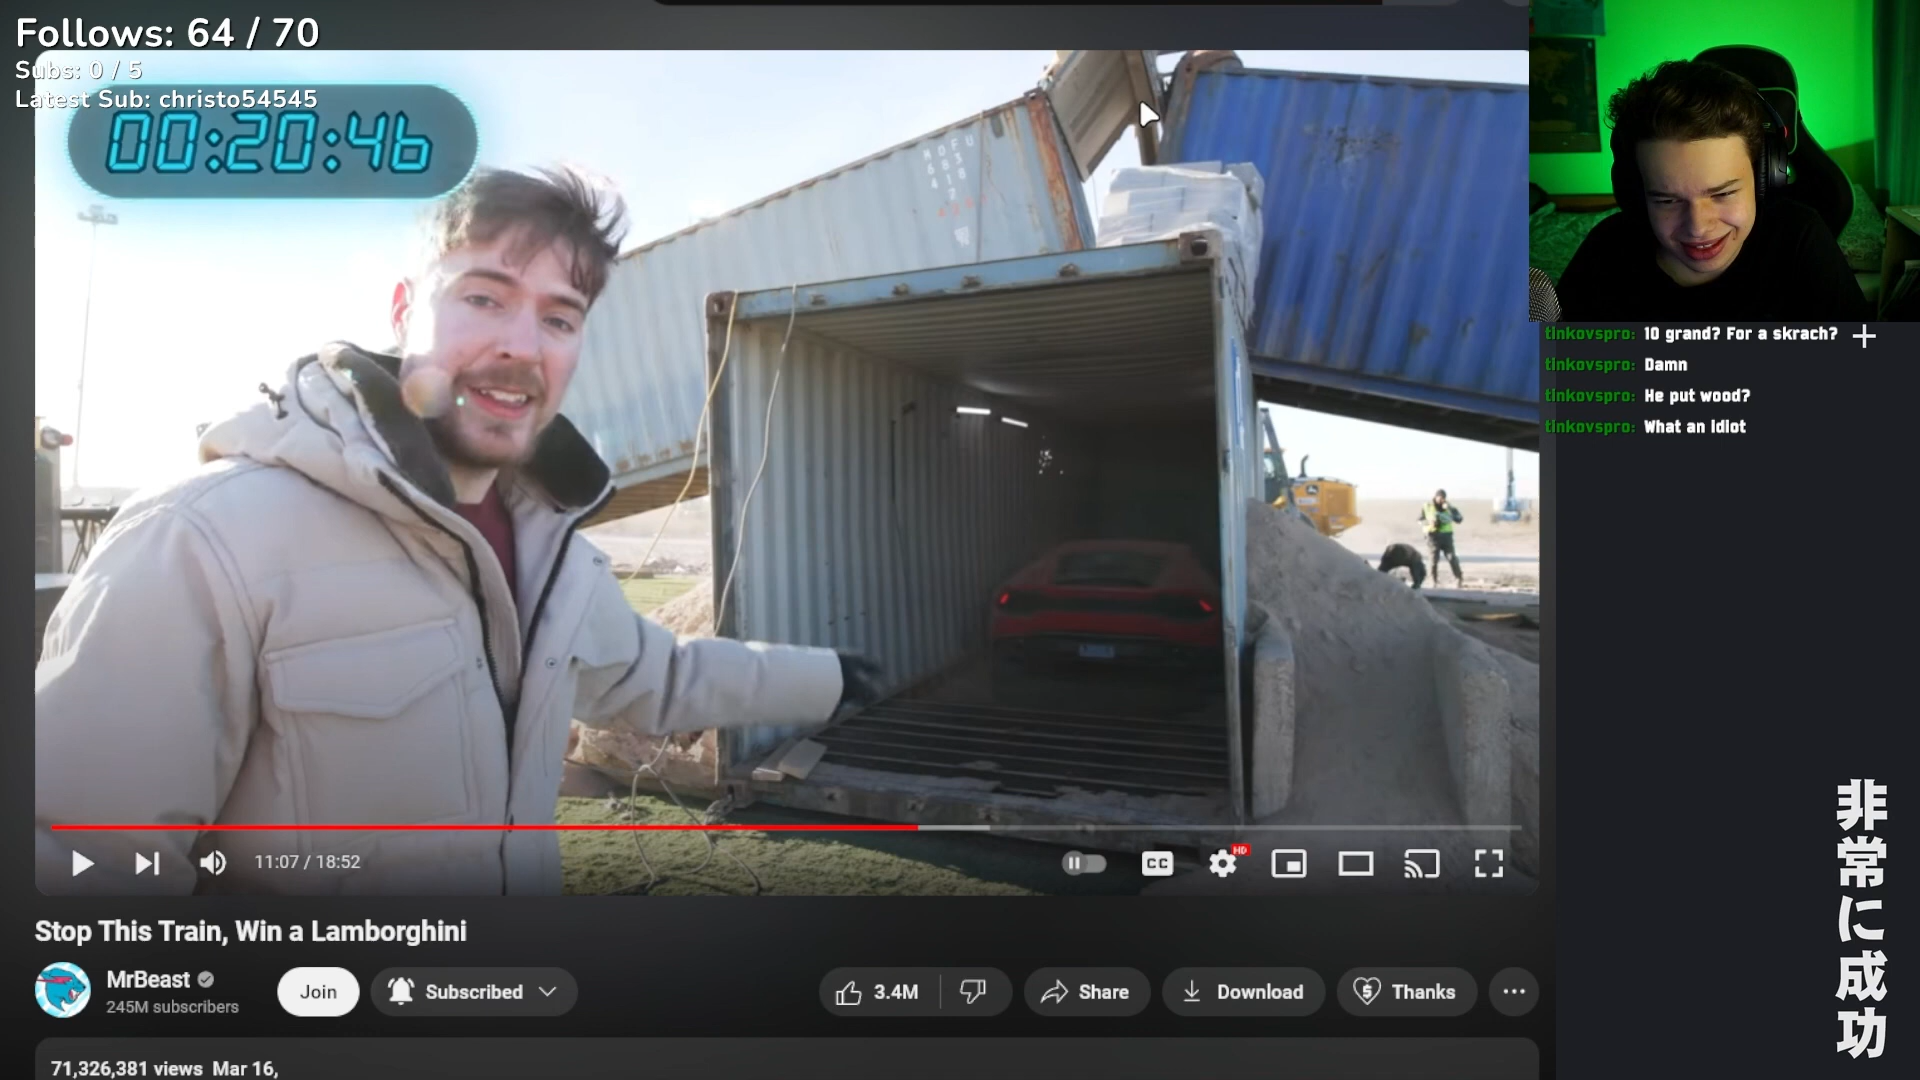 Follows: 64 / 70
Subs: 0 / 5
Latest Sub: christo54545
00:20:46
tinkovspro: 10 grand? For a skrach?
tinkovspro: Damn
tinkovspro: He put wood?
tinkovspro: What an idiot
11:07 / 18:52
CC
HD
Stop This Train, Win a Lamborghini
MrBeast
245M subscribers
Join
Subscribed
3.4M
Share
Download
Thanks
71,326,381 views Mar 16,
非常に成功